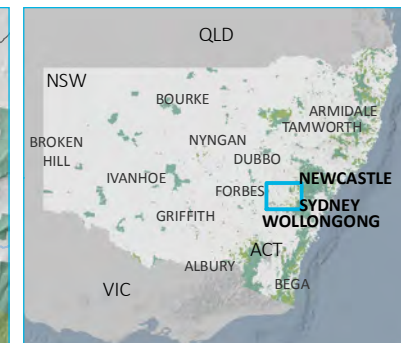 QLD
NSW
BOURKE
ARMIDALE
TAMWORTH
NYNGAN
BROKEN
HILL
DUBBO
IVANHOE
NEWCASTLE
FORBES
SYDNEY
GRIFFITH
WOLLONGONG
ACT
ALBURY
VIC
BEGA